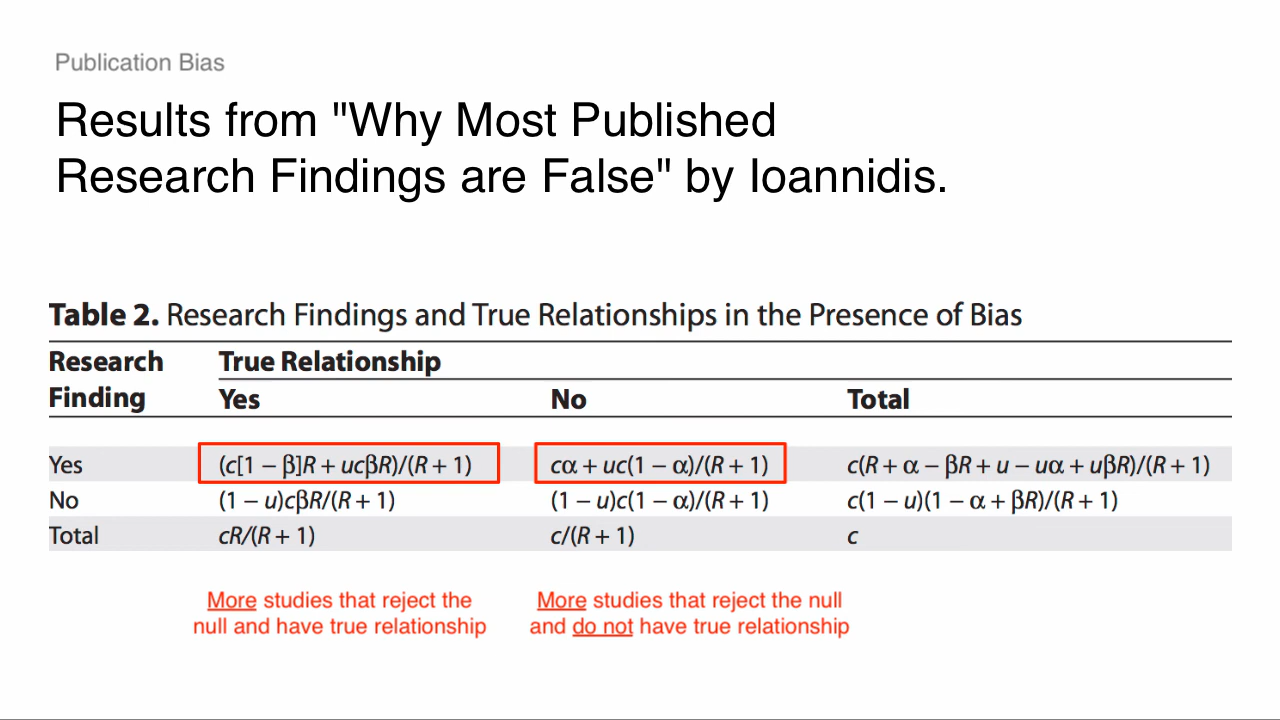 Publication Bias
Results from "Why Most Published
Research Findings are False" by Ioannidis.
Table 2. Research Findings and True Relationships in the Presence of Bias
Research True Relationship
Finding Yes No Total
Yes (c[1 − β]R + ucβR)/(R + 1) cα + uc(1 − α)/(R + 1) c(R + α − βR + u − uα + uβR)/(R + 1)
No (1 − u)cβR/(R + 1) (1 − u)c(1 − α)/(R + 1) c(1 − u)(1 − α + βR)/(R + 1)
Total cR/(R + 1) c/(R + 1) c
More studies that reject the
null and have true relationship
More studies that reject the null
and do not have true relationship